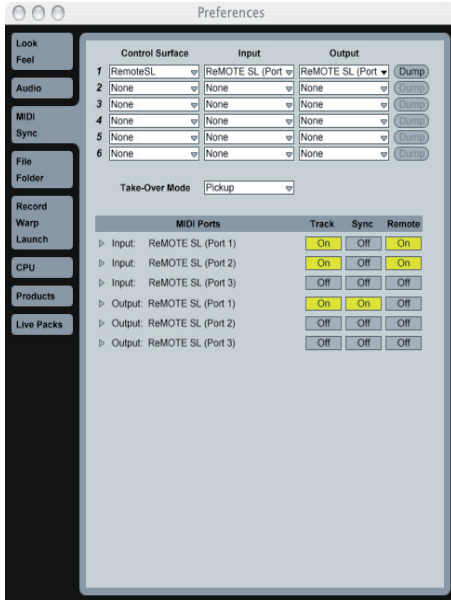 Preferences
Look
Feel
Audio
MIDI
Sync
File
Folder
Record
Warp
Launch
CPU
Products
Live Packs
Control Surface Input Output
1 RemoteSL ReMOTE SL (Port ReMOTE SL (Port Dump
2 None None None Dump
3 None None None Dump
4 None None None Dump
5 None None None Dump
6 None None None Dump
Take-Over Mode Pickup
MIDI Ports Track Sync Remote
Input: ReMOTE SL (Port 1) On Off On
Input: ReMOTE SL (Port 2) On Off On
Input: ReMOTE SL (Port 3) Off Off Off
Output: ReMOTE SL (Port 1) On On Off
Output: ReMOTE SL (Port 2) Off Off Off
Output: ReMOTE SL (Port 3) Off Off Off